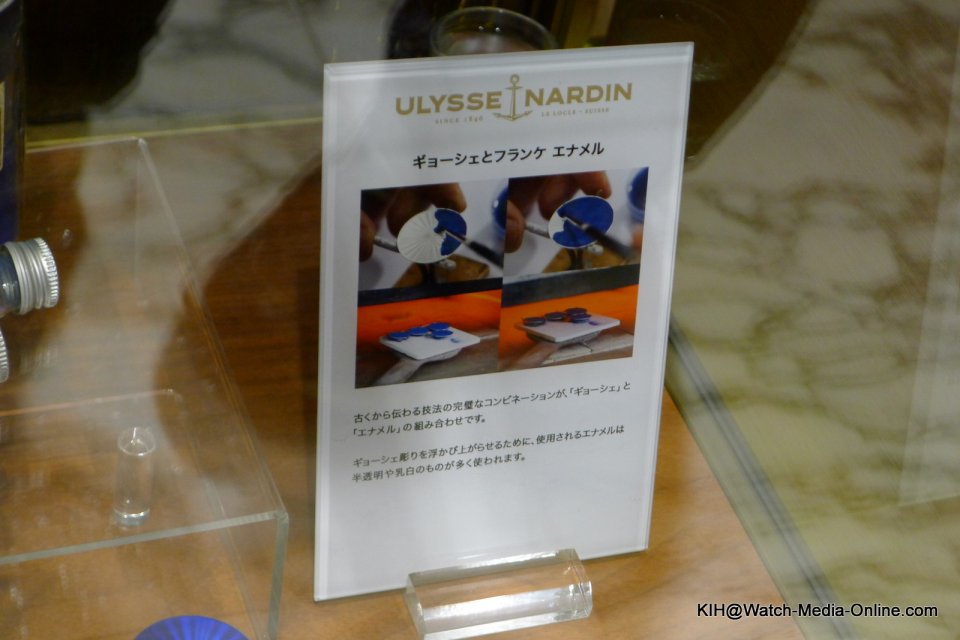 ULYSSE NARDIN
SINCE 1846 LE LOCLE - SUISSE
ギョーシェとフランケ エナメル
古くから伝わる技法の完璧なコンビネーションが、「ギョーシェ」と
「エナメル」の組み合わせです。
ギョーシェ彫りを浮かび上がらせるために、使用されるエナメルは
半透明や乳白のものが多く使われます。
KIH@Watch-Media-Online.com